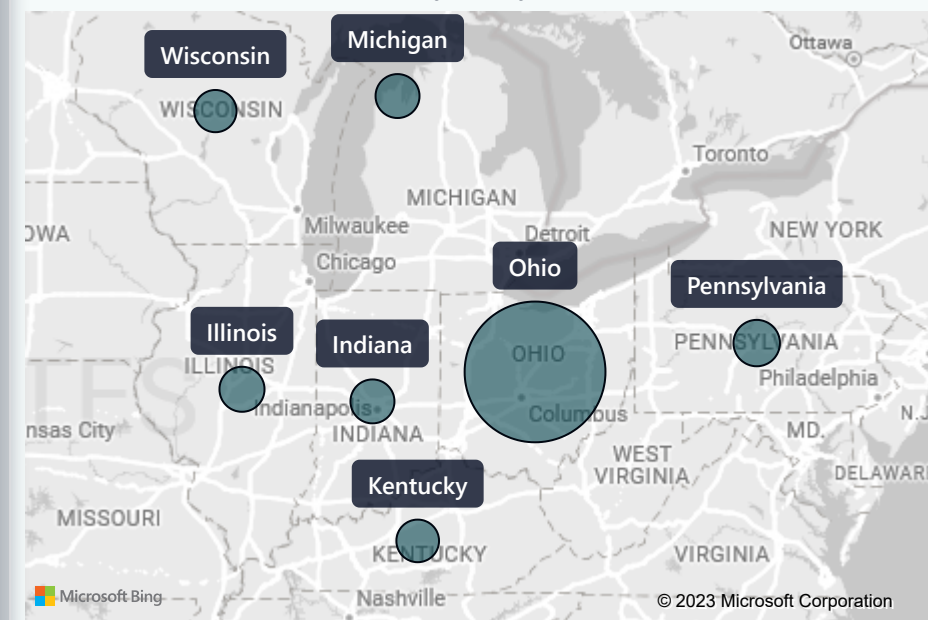 Michigan
Wisconsin
Ottawa
WISCONSIN
Toronto
MICHIGAN
Milwaukee
Detroit
NEW YORK
OWA
Chicago
Ohio
Pennsylvania
Illinois
Indiana
OHIO
PENNSYLVANIA
ILLINOIS
Philadelphia
TES
Indianapolis
Columbus
N.J
nsas City
INDIANA
MD.
WEST
VIRGINIA
DELAWAR
Kentucky
MISSOURI
KENTUCKY
VIRGINIA
Nashville
Microsoft Bing
© 2023 Microsoft Corporation